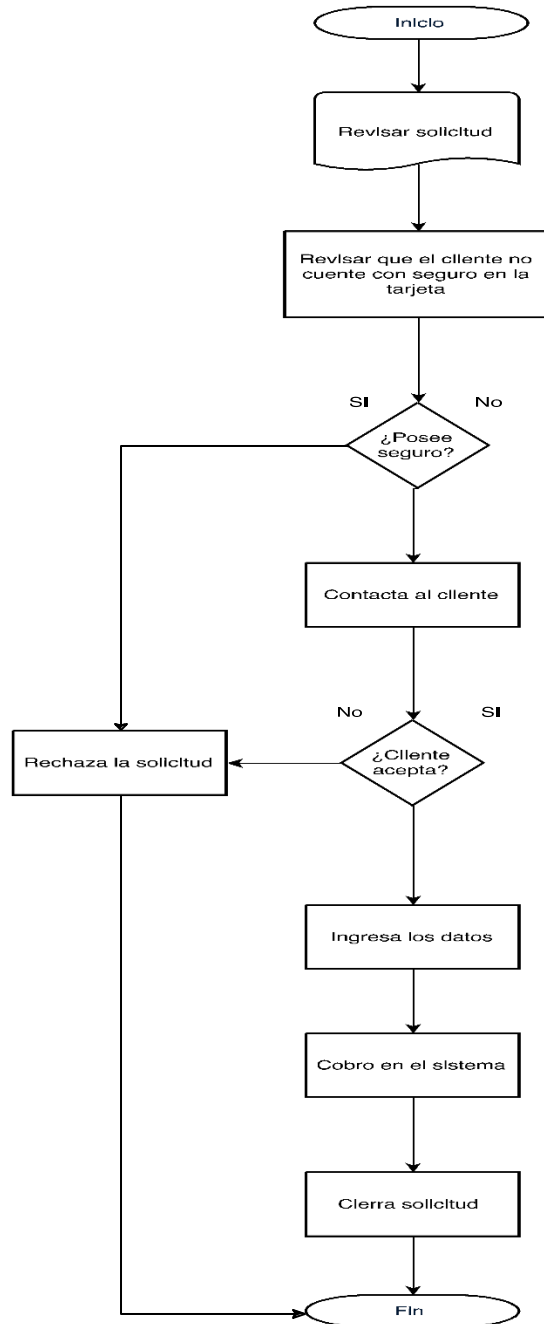 Inicio
Revisar solicitud
Revisar que el cliente no
cuente con seguro en la
tarjeta
SI
No
¿Posee
seguro?
Contacta al cliente
No
SI
¿Cliente
acepta?
Rechaza la solicitud
Ingresa los datos
Cobro en el sistema
Cierra solicitud
Fin